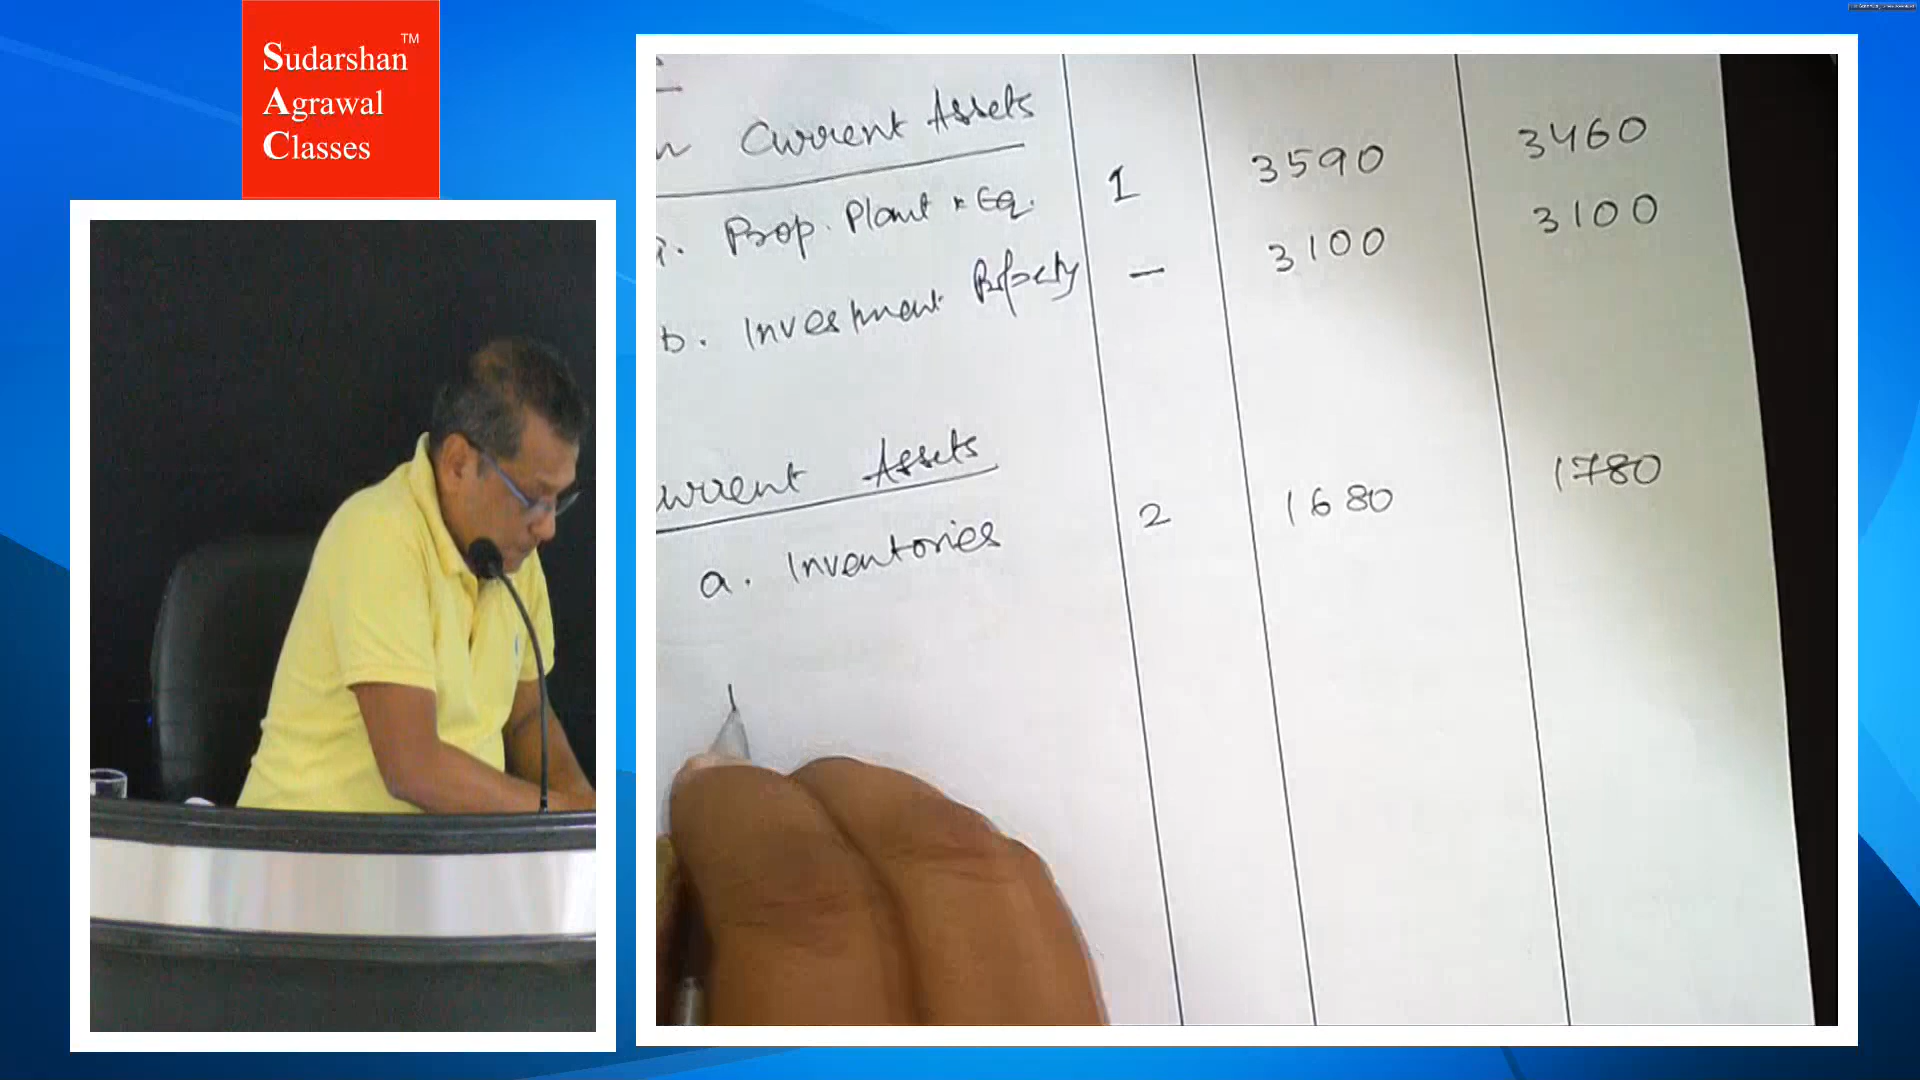 Sudarshan™
Agrawal
Classes
n Current Assets
Prop. Plant & Eq. 1 3590 3460
b. Investment Property — 3100 3100
urrent Assets
a. Inventories 2 1680 1780